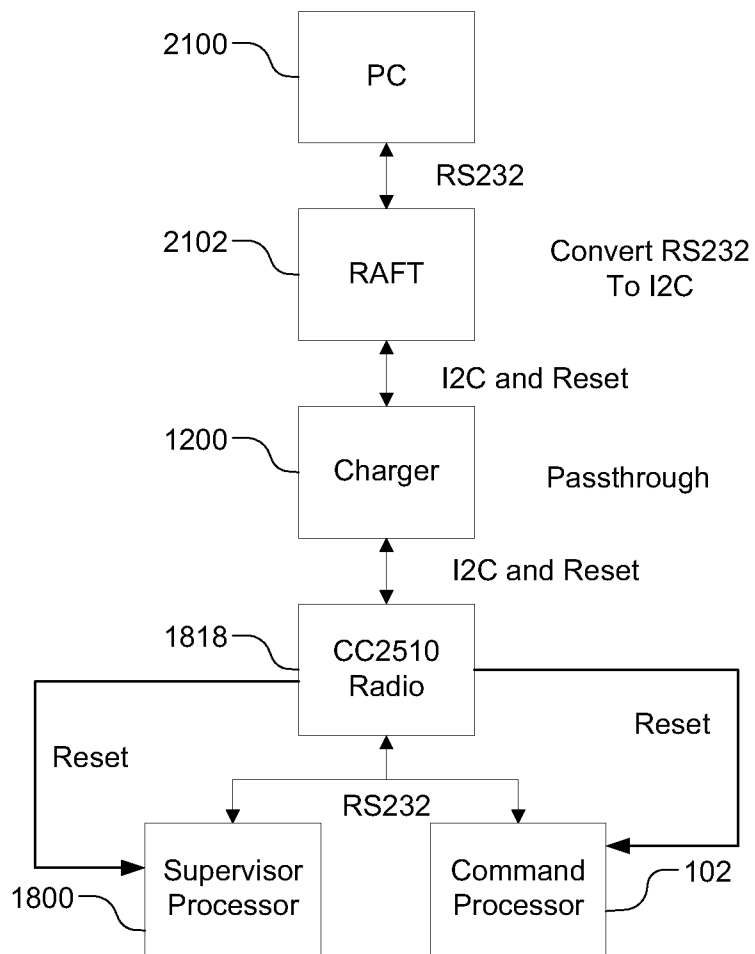 2100
PC
RS232
2102
RAFT
Convert RS232
To I2C
I2C and Reset
1200
Charger
Passthrough
I2C and Reset
1818
CC2510
Radio
Reset
Reset
RS232
Supervisor
Processor
1800
Command
Processor
102